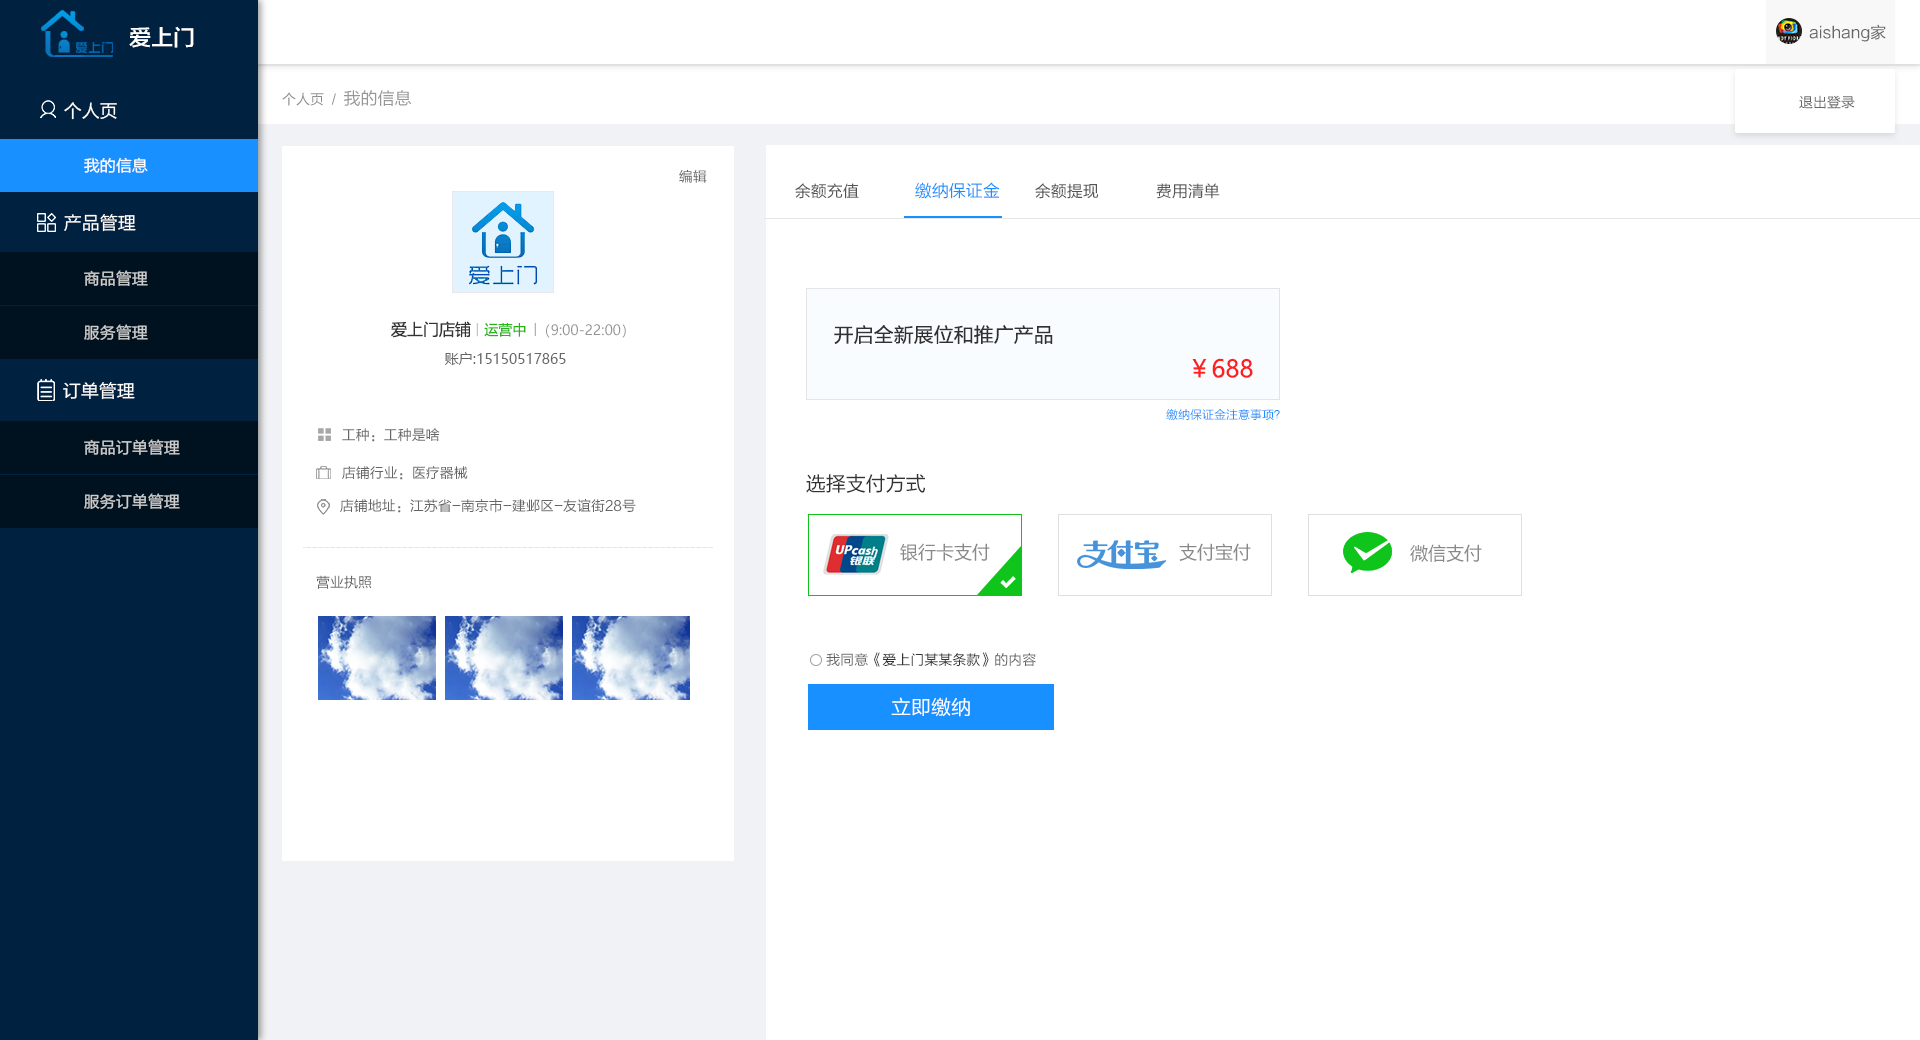 爱上门
爱上门
aishang家
退出登录
个人页
我的信息
产品管理
商品管理
服务管理
订单管理
商品订单管理
服务订单管理
个人页 / 我的信息
编辑
爱上门
爱上门店铺 | 运营中 | (9:00-22:00)
账户:15150517865
工种：工种是啥
店铺行业：医疗器械
店铺地址：江苏省-南京市-建邺区-友谊街28号
营业执照
余额充值 缴纳保证金 余额提现 费用清单
开启全新展位和推广产品
¥688
缴纳保证金注意事项?
选择支付方式
UPcash
银联
银行卡支付
支付宝 支付宝付
微信支付
我同意《爱上门某某条款》的内容
立即缴纳